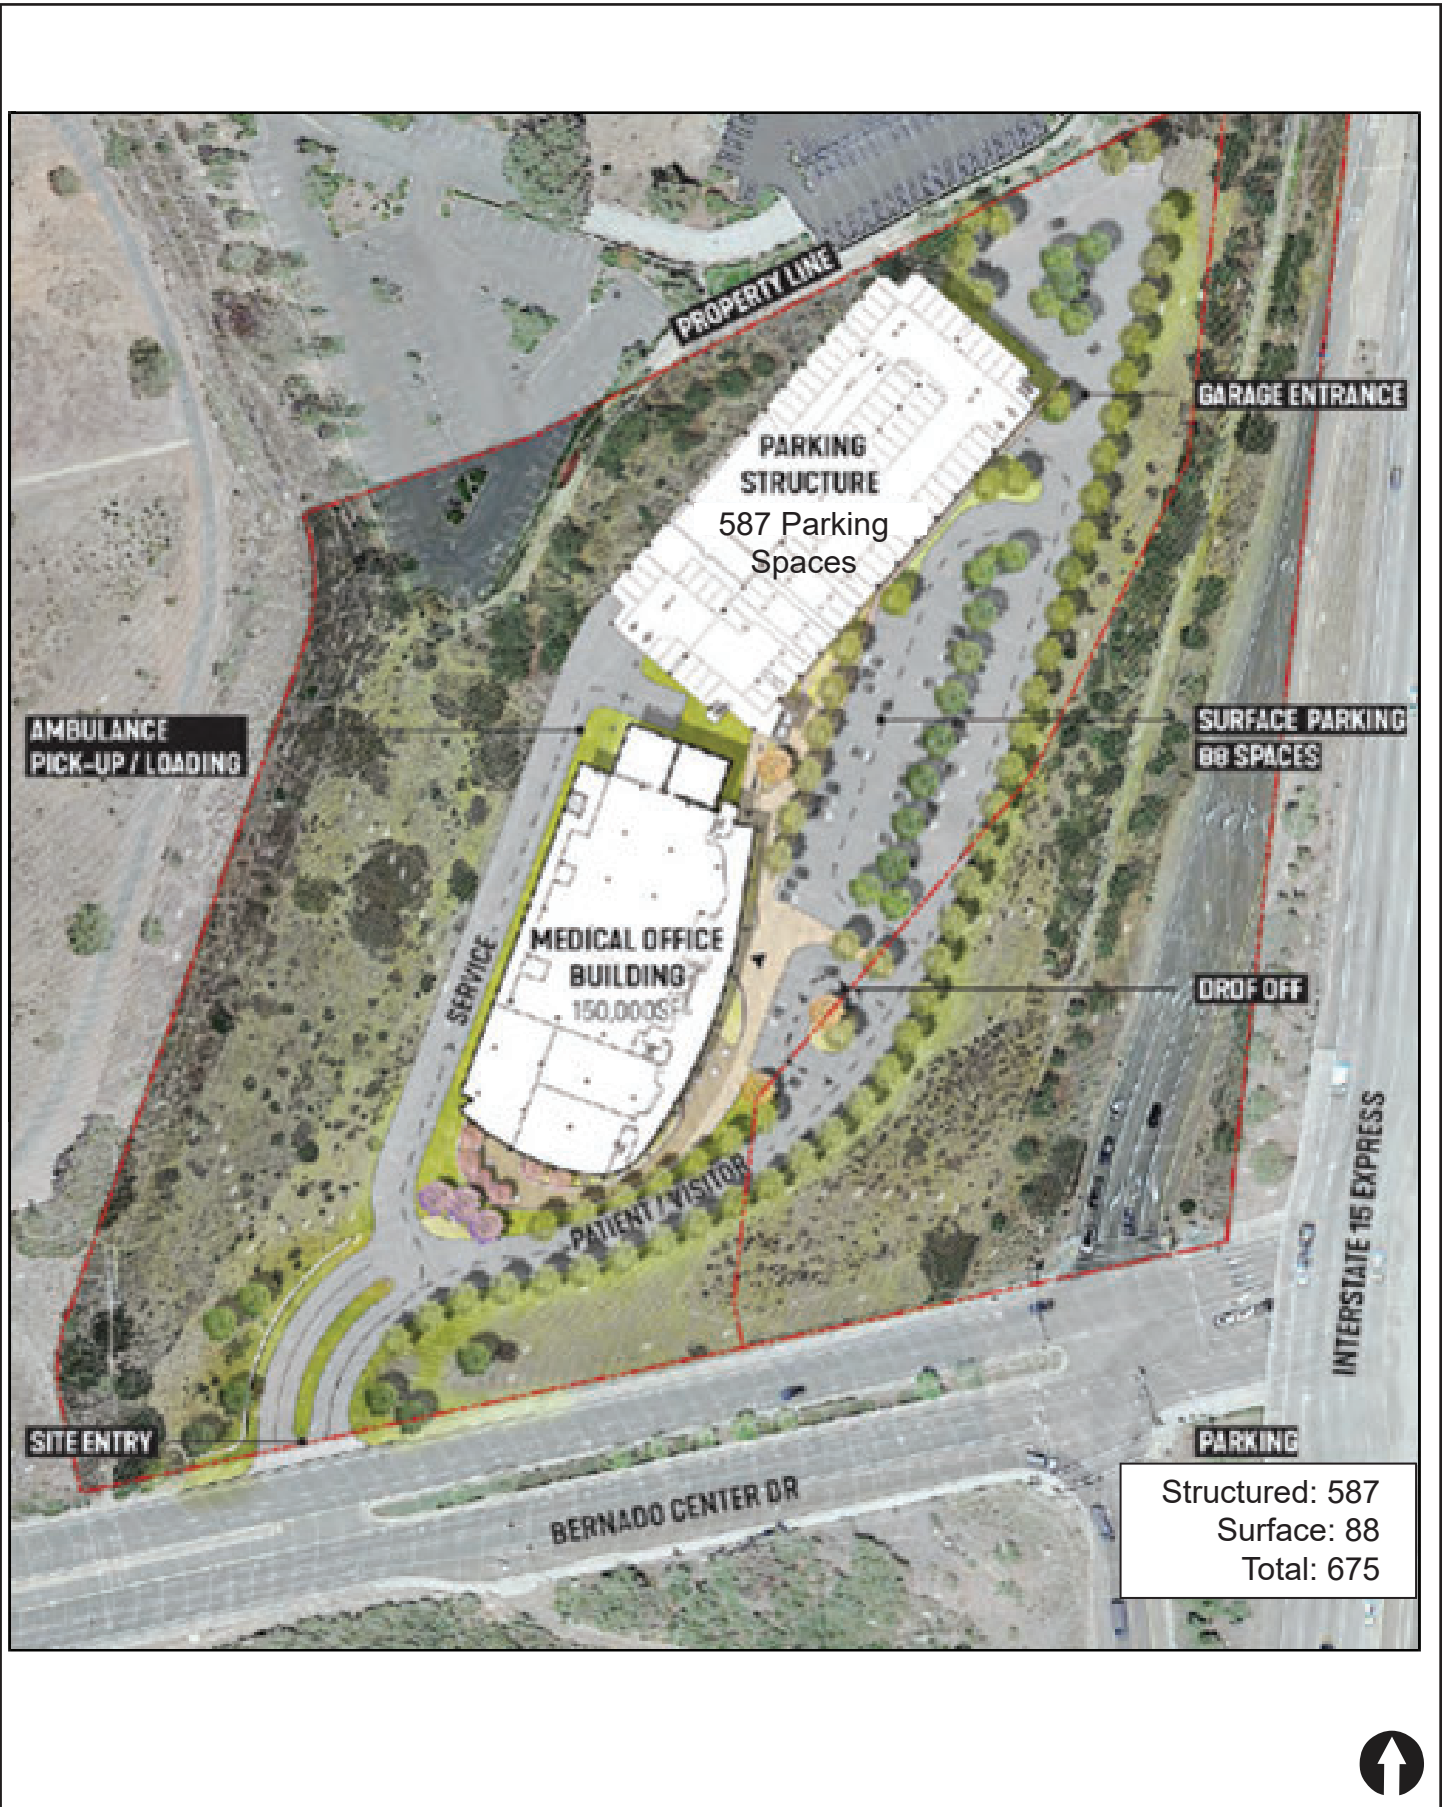 PROPERTY LINE
GARAGE ENTRANCE
PARKING
STRUCTURE
587 Parking
Spaces
AMBULANCE
PICK-UP / LOADING
SURFACE PARKING
88 SPACES
MEDICAL OFFICE
BUILDING
150,000SF
SERVICE
DROF OFF
PATIENT / VISITOR
INTERSTATE 15 EXPRESS
SITE ENTRY
BERNADO CENTER DR
PARKING
Structured: 587
Surface: 88
Total: 675